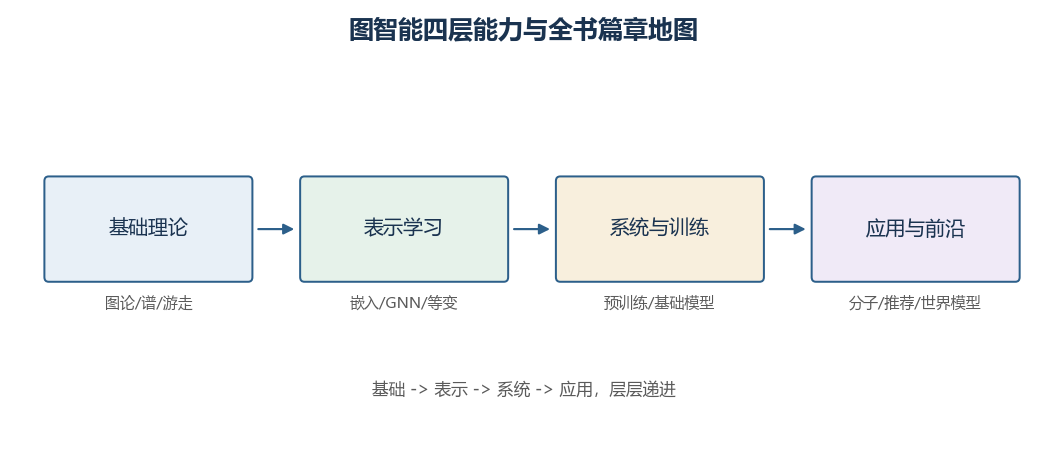 图智能四层能力与全书篇章地图
基础理论
表示学习
系统与训练
应用与前沿
图论/谱/游走
嵌入/GNN/等变
预训练/基础模型
分子/推荐/世界模型
基础 -> 表示 -> 系统 -> 应用，层层递进